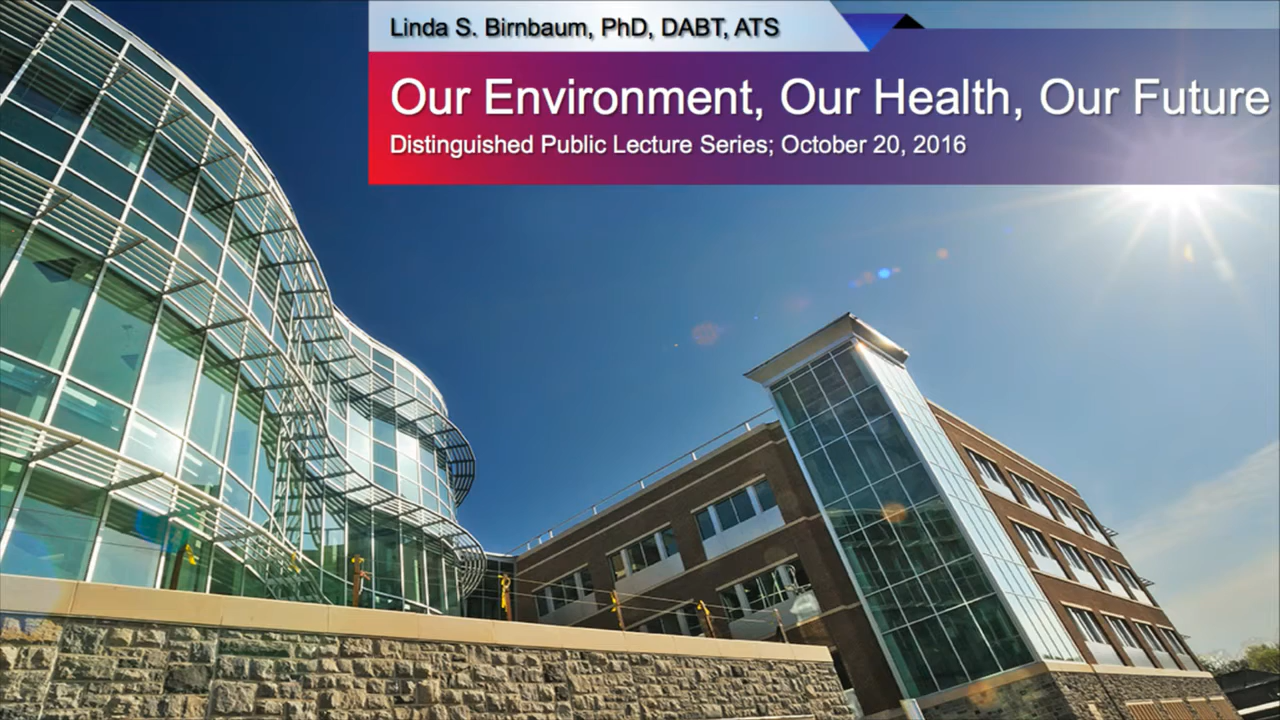 Linda S. Birnbaum, PhD, DABT, ATS
Our Environment, Our Health, Our Future
Distinguished Public Lecture Series; October 20, 2016